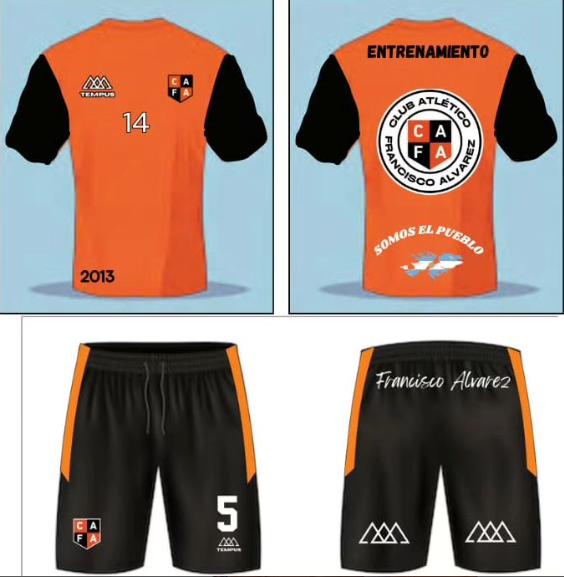 TEMPUS
C A
F A
14
2013
ENTRENAMIENTO
CLUB ATLÉTICO
C A
F A
FRANCISCO ALVAREZ
SOMOS EL PUEBLO
C A
F A
5
TEMPUS
Francisco Alvarez